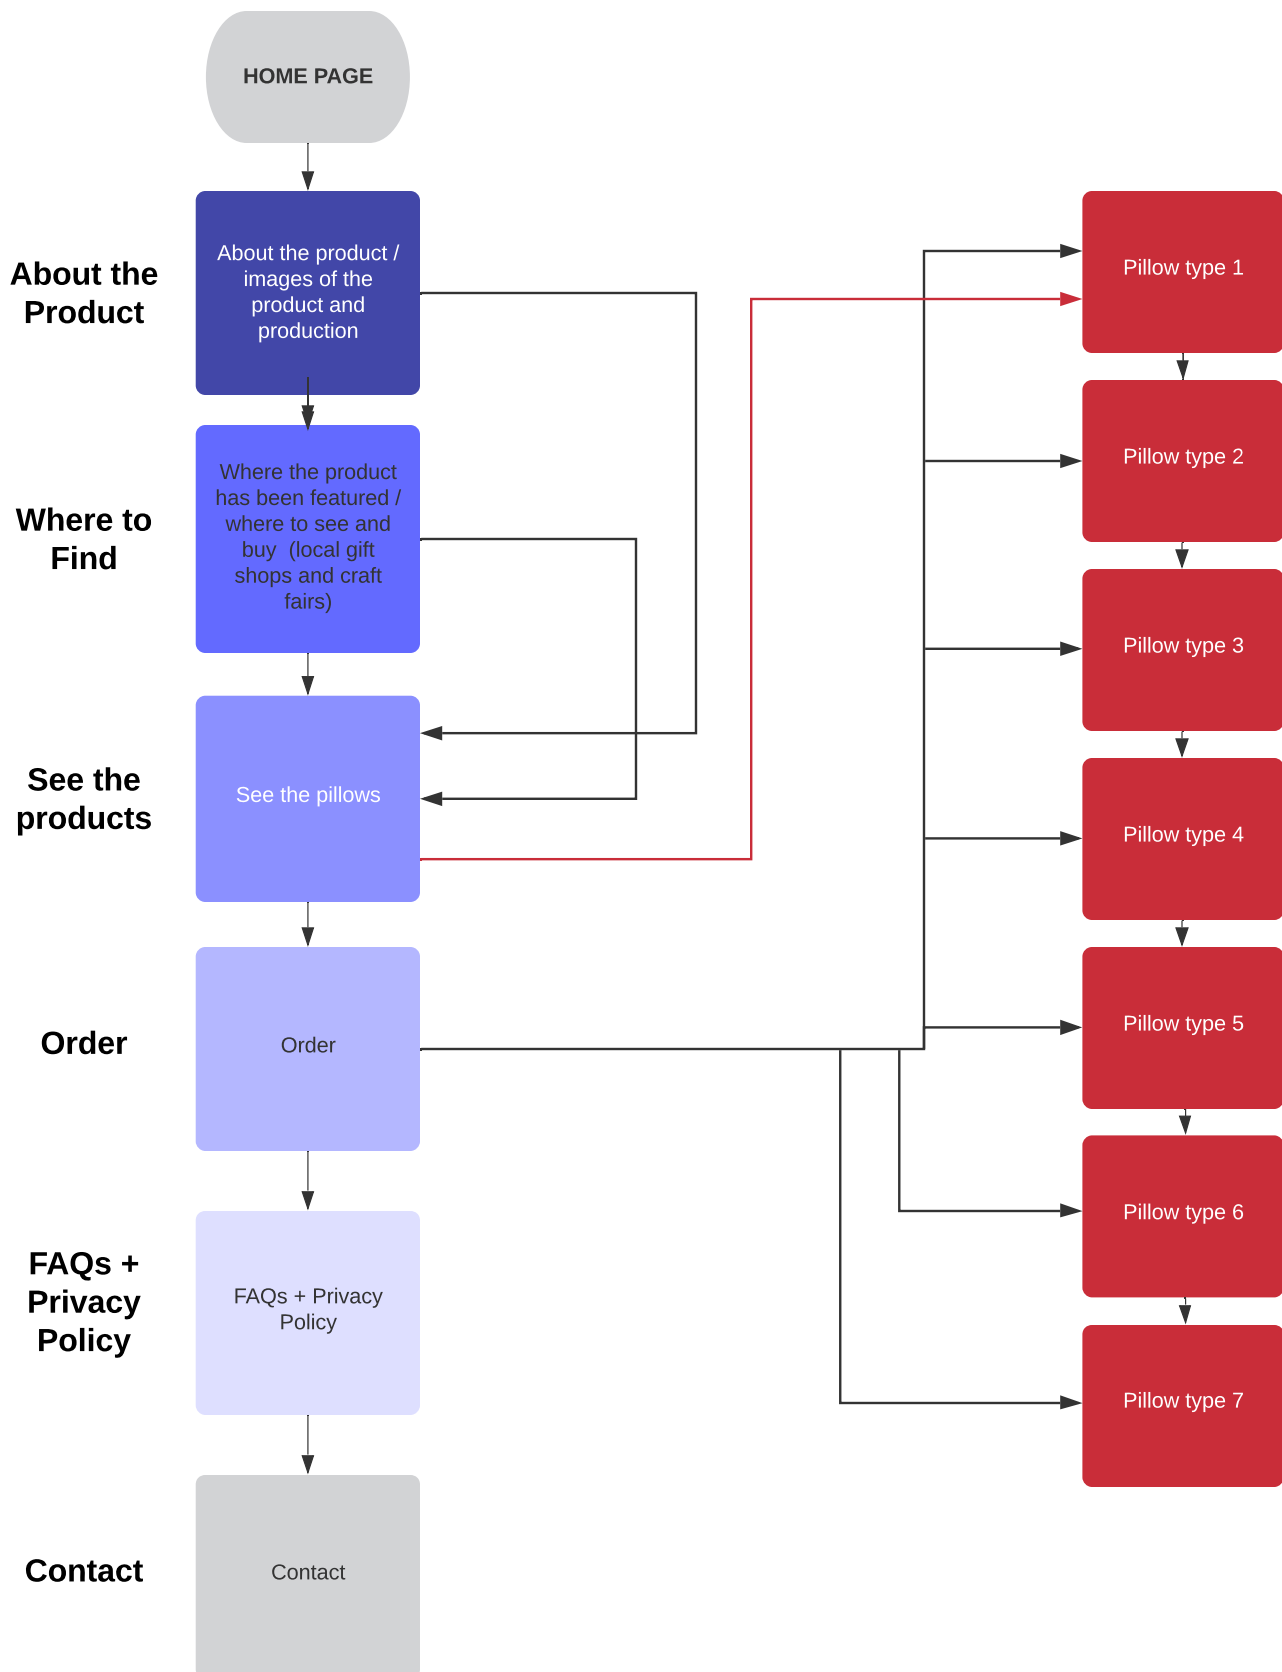 HOME PAGE
About the
Product
About the product /
images of the
product and
production
Where to
Find
Where the product
has been featured /
where to see and
buy  (local gift
shops and craft
fairs)
See the
products
See the pillows
Order
Order
FAQs +
Privacy
Policy
FAQs + Privacy
Policy
Contact
Contact
Pillow type 1
Pillow type 2
Pillow type 3
Pillow type 4
Pillow type 5
Pillow type 6
Pillow type 7